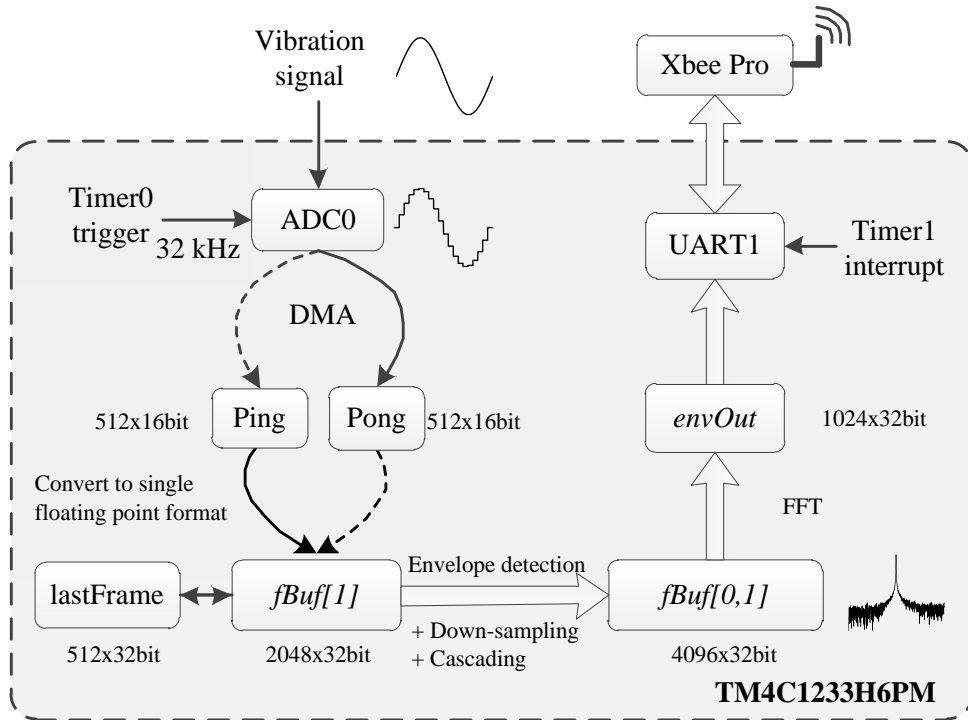 Vibration
signal
Xbee Pro
Timer0
trigger
32 kHz
ADC0
UART1
Timer1
interrupt
DMA
512x16bit
Ping
Pong
512x16bit
envOut
1024x32bit
Convert to single
floating point format
FFT
lastFrame
fBuf[1]
Envelope detection
+ Down-sampling
+ Cascading
fBuf[0,1]
512x32bit
2048x32bit
4096x32bit
TM4C1233H6PM